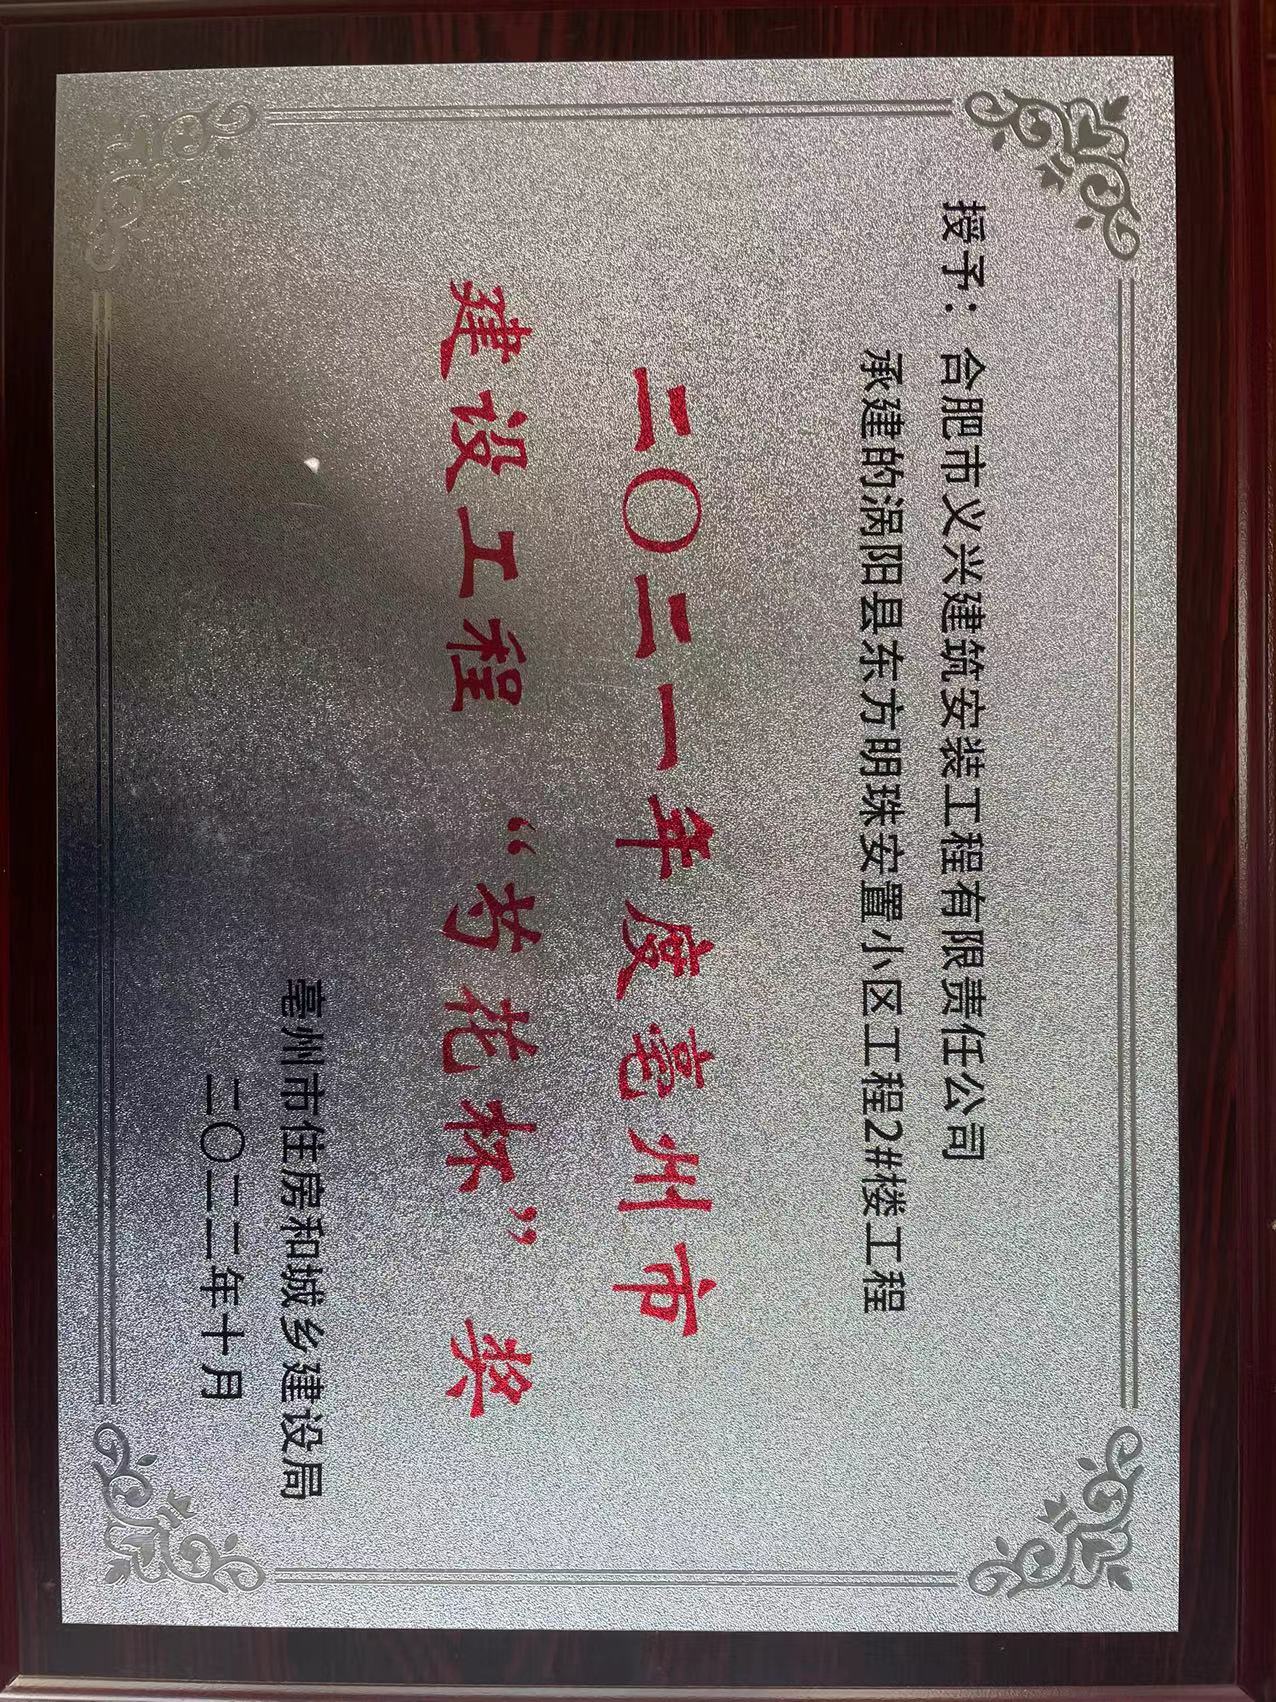 授予：合肥市义兴建筑安装工程有限责任公司
承建的涡阳县东方明珠安置小区工程2#楼工程
二〇二一年度亳州市
建设工程“芍花杯”奖
亳州市住房和城乡建设局
二〇二二年十月